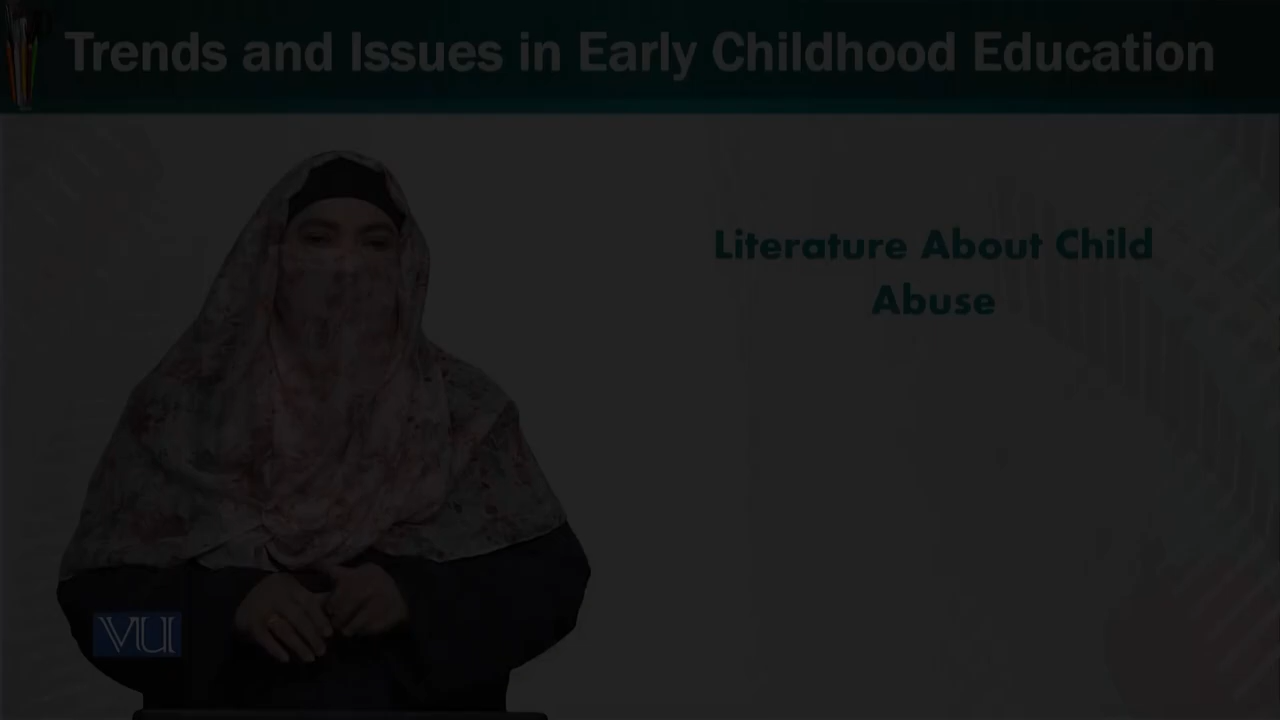 Trends and Issues in Early Childhood Education
Literature About Child
Abuse
VU